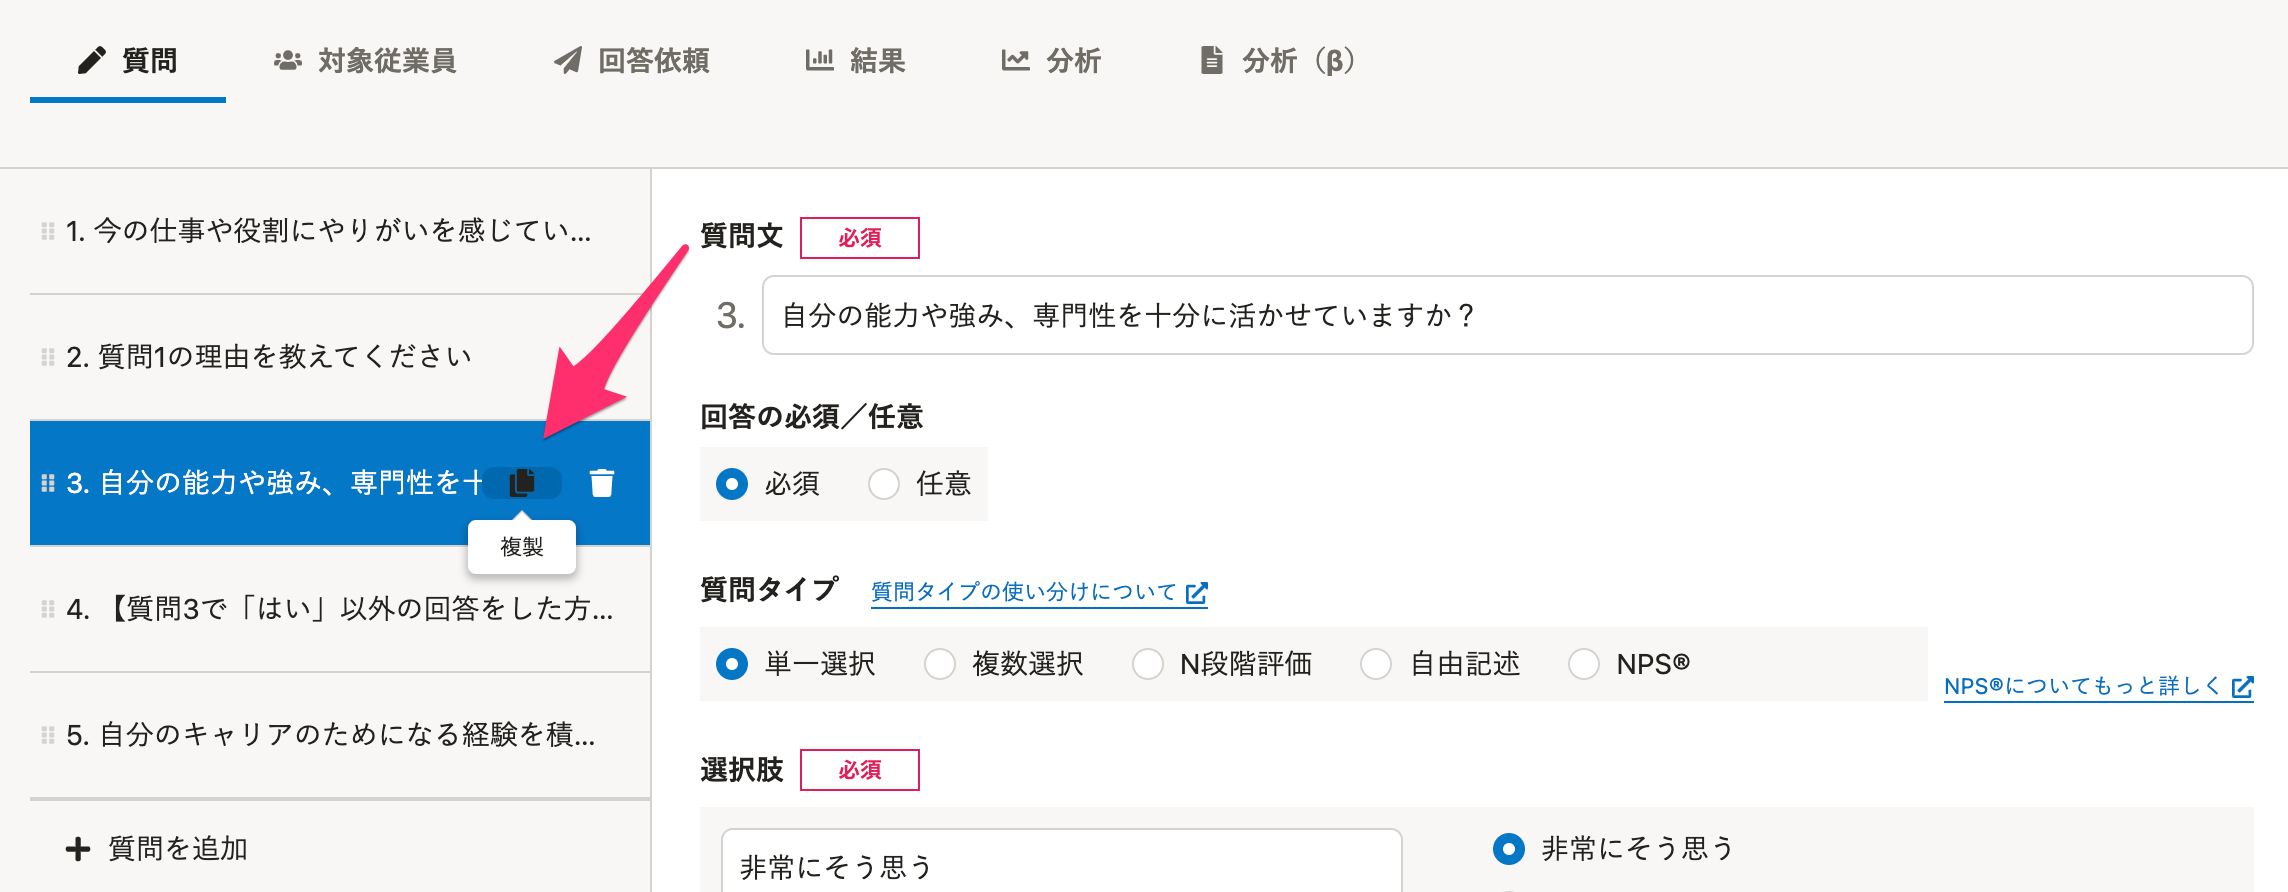 質問
対象従業員
回答依頼
結果
分析
分析（β）
1. 今の仕事や役割にやりがいを感じてい...
2. 質問1の理由を教えてください
3. 自分の能力や強み、専門性を十
複製
4. 【質問3で「はい」以外の回答をした方...
5. 自分のキャリアのためになる経験を積...
質問を追加
質問文 必須
3. 自分の能力や強み、専門性を十分に活かせていますか？
回答の必須／任意
必須 任意
質問タイプ 質問タイプの使い分けについて
単一選択 複数選択 N段階評価 自由記述 NPS®
NPS®についてもっと詳しく
選択肢 必須
非常にそう思う
非常にそう思う